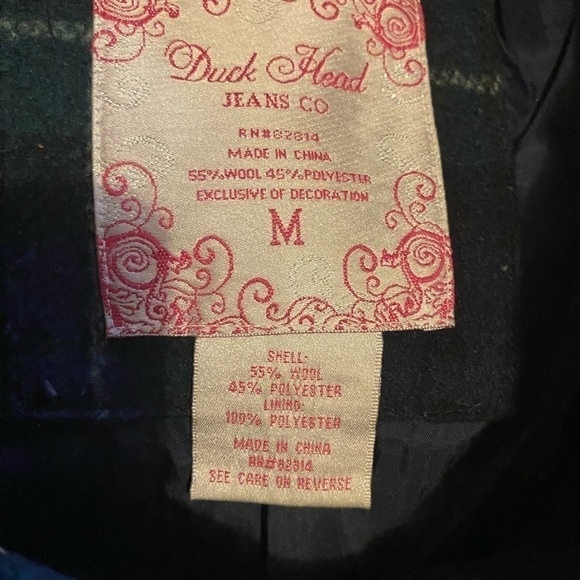 Duck Head
JEANS CO
RN#82814
MADE IN CHINA
55%WOOL 45%POLYESTER
EXCLUSIVE OF DECORATION
M
SHELL:
55% WOOL
45% POLYESTER
LINING:
100% POLYESTER
MADE IN CHINA
RN#82814
SEE CARE ON REVERSE